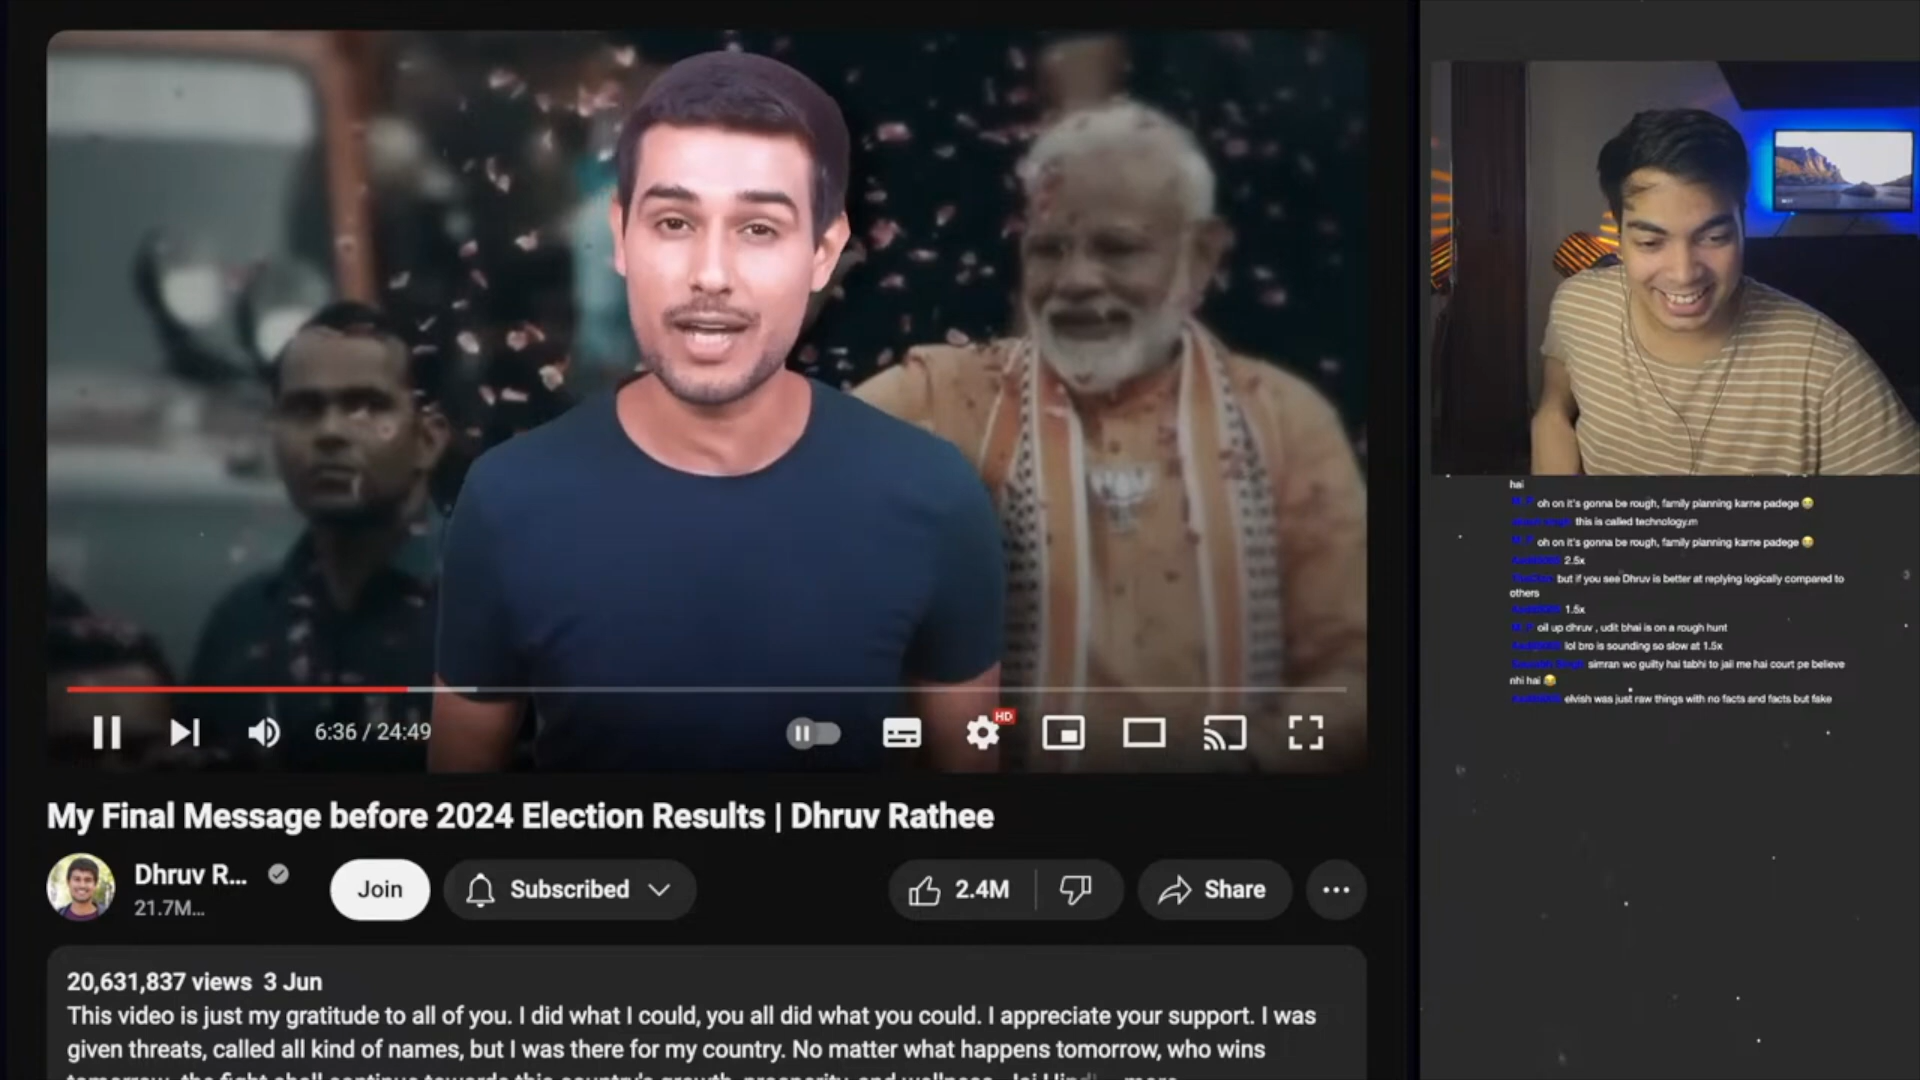 HD
6:36 / 24:49
My Final Message before 2024 Election Results | Dhruv Rathee
Dhruv R...
21.7M...
Join
Subscribed
2.4M
Share
20,631,837 views 3 Jun
This video is just my gratitude to all of you. I did what I could, you all did what you could. I appreciate your support. I was
given threats, called all kind of names, but I was there for my country. No matter what happens tomorrow, who wins
hai
oh on it's gonna be rough, family planning karne padege 😂
this is called technology.m
oh on it's gonna be rough, family planning karne padege 😂
2.5x
but if you see Dhruv is better at replying logically compared to
others
1.5x
oil up dhruv , udit bhai is on a rough hunt
lol bro is sounding so slow at 1.5x
simran wo guilty hai tabhi to jail me hai court pe believe
nhi hai 😂
elvish was just raw things with no facts and facts but fake